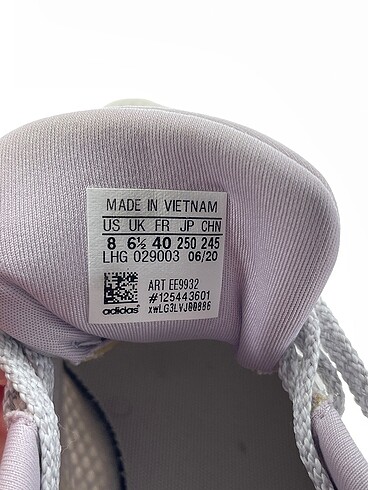 MADE IN VIETNAM
US UK FR JP CHN
8 6½ 40 250 245
LHG 029003 06/20
ART EE9932
#125443601
adidas